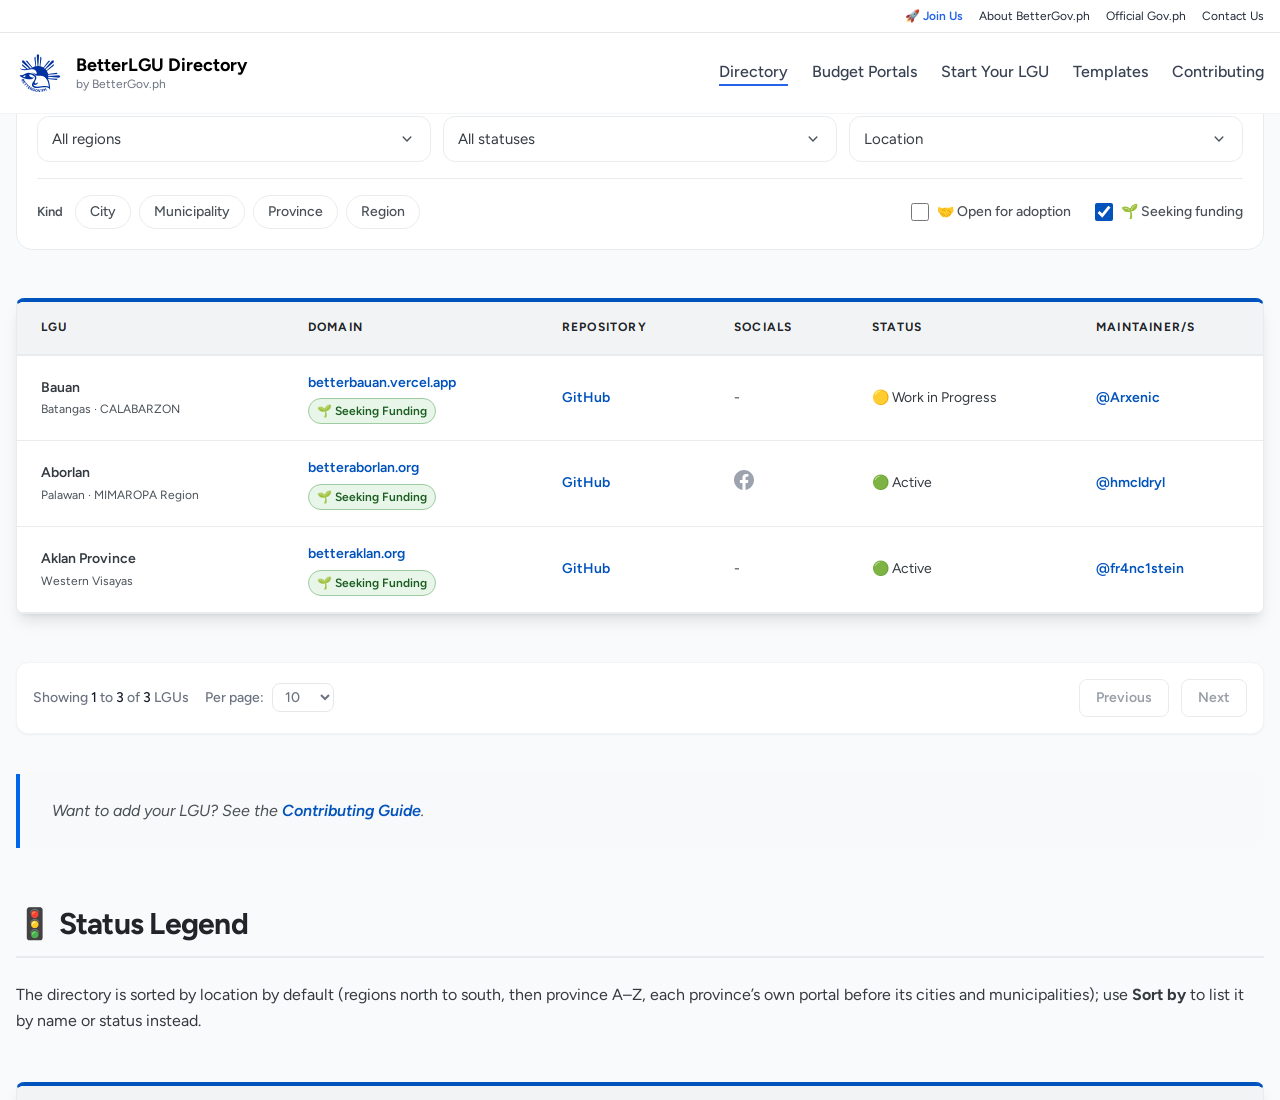 🚀 Join Us About BetterGov.ph Official Gov.ph Contact Us
BetterLGU Directory
by BetterGov.ph
Directory Budget Portals Start Your LGU Templates Contributing
All regions All statuses Location
Kind City Municipality Province Region 🤝 Open for adoption 🌱 Seeking funding
LGU DOMAIN REPOSITORY SOCIALS STATUS MAINTAINER/S
Bauan
Batangas · CALABARZON
betterbauan.vercel.app
🌱 Seeking Funding
GitHub - 🟡 Work in Progress @Arxenic
Aborlan
Palawan · MIMAROPA Region
betteraborlan.org
🌱 Seeking Funding
GitHub 🟢 Active @hmcldryl
Aklan Province
Western Visayas
betteraklan.org
🌱 Seeking Funding
GitHub - 🟢 Active @fr4nc1stein
Showing 1 to 3 of 3 LGUs Per page: 10 Previous Next
Want to add your LGU? See the Contributing Guide.
🚦 Status Legend
The directory is sorted by location by default (regions north to south, then province A–Z, each province’s own portal before its cities and municipalities); use Sort by to list it
by name or status instead.